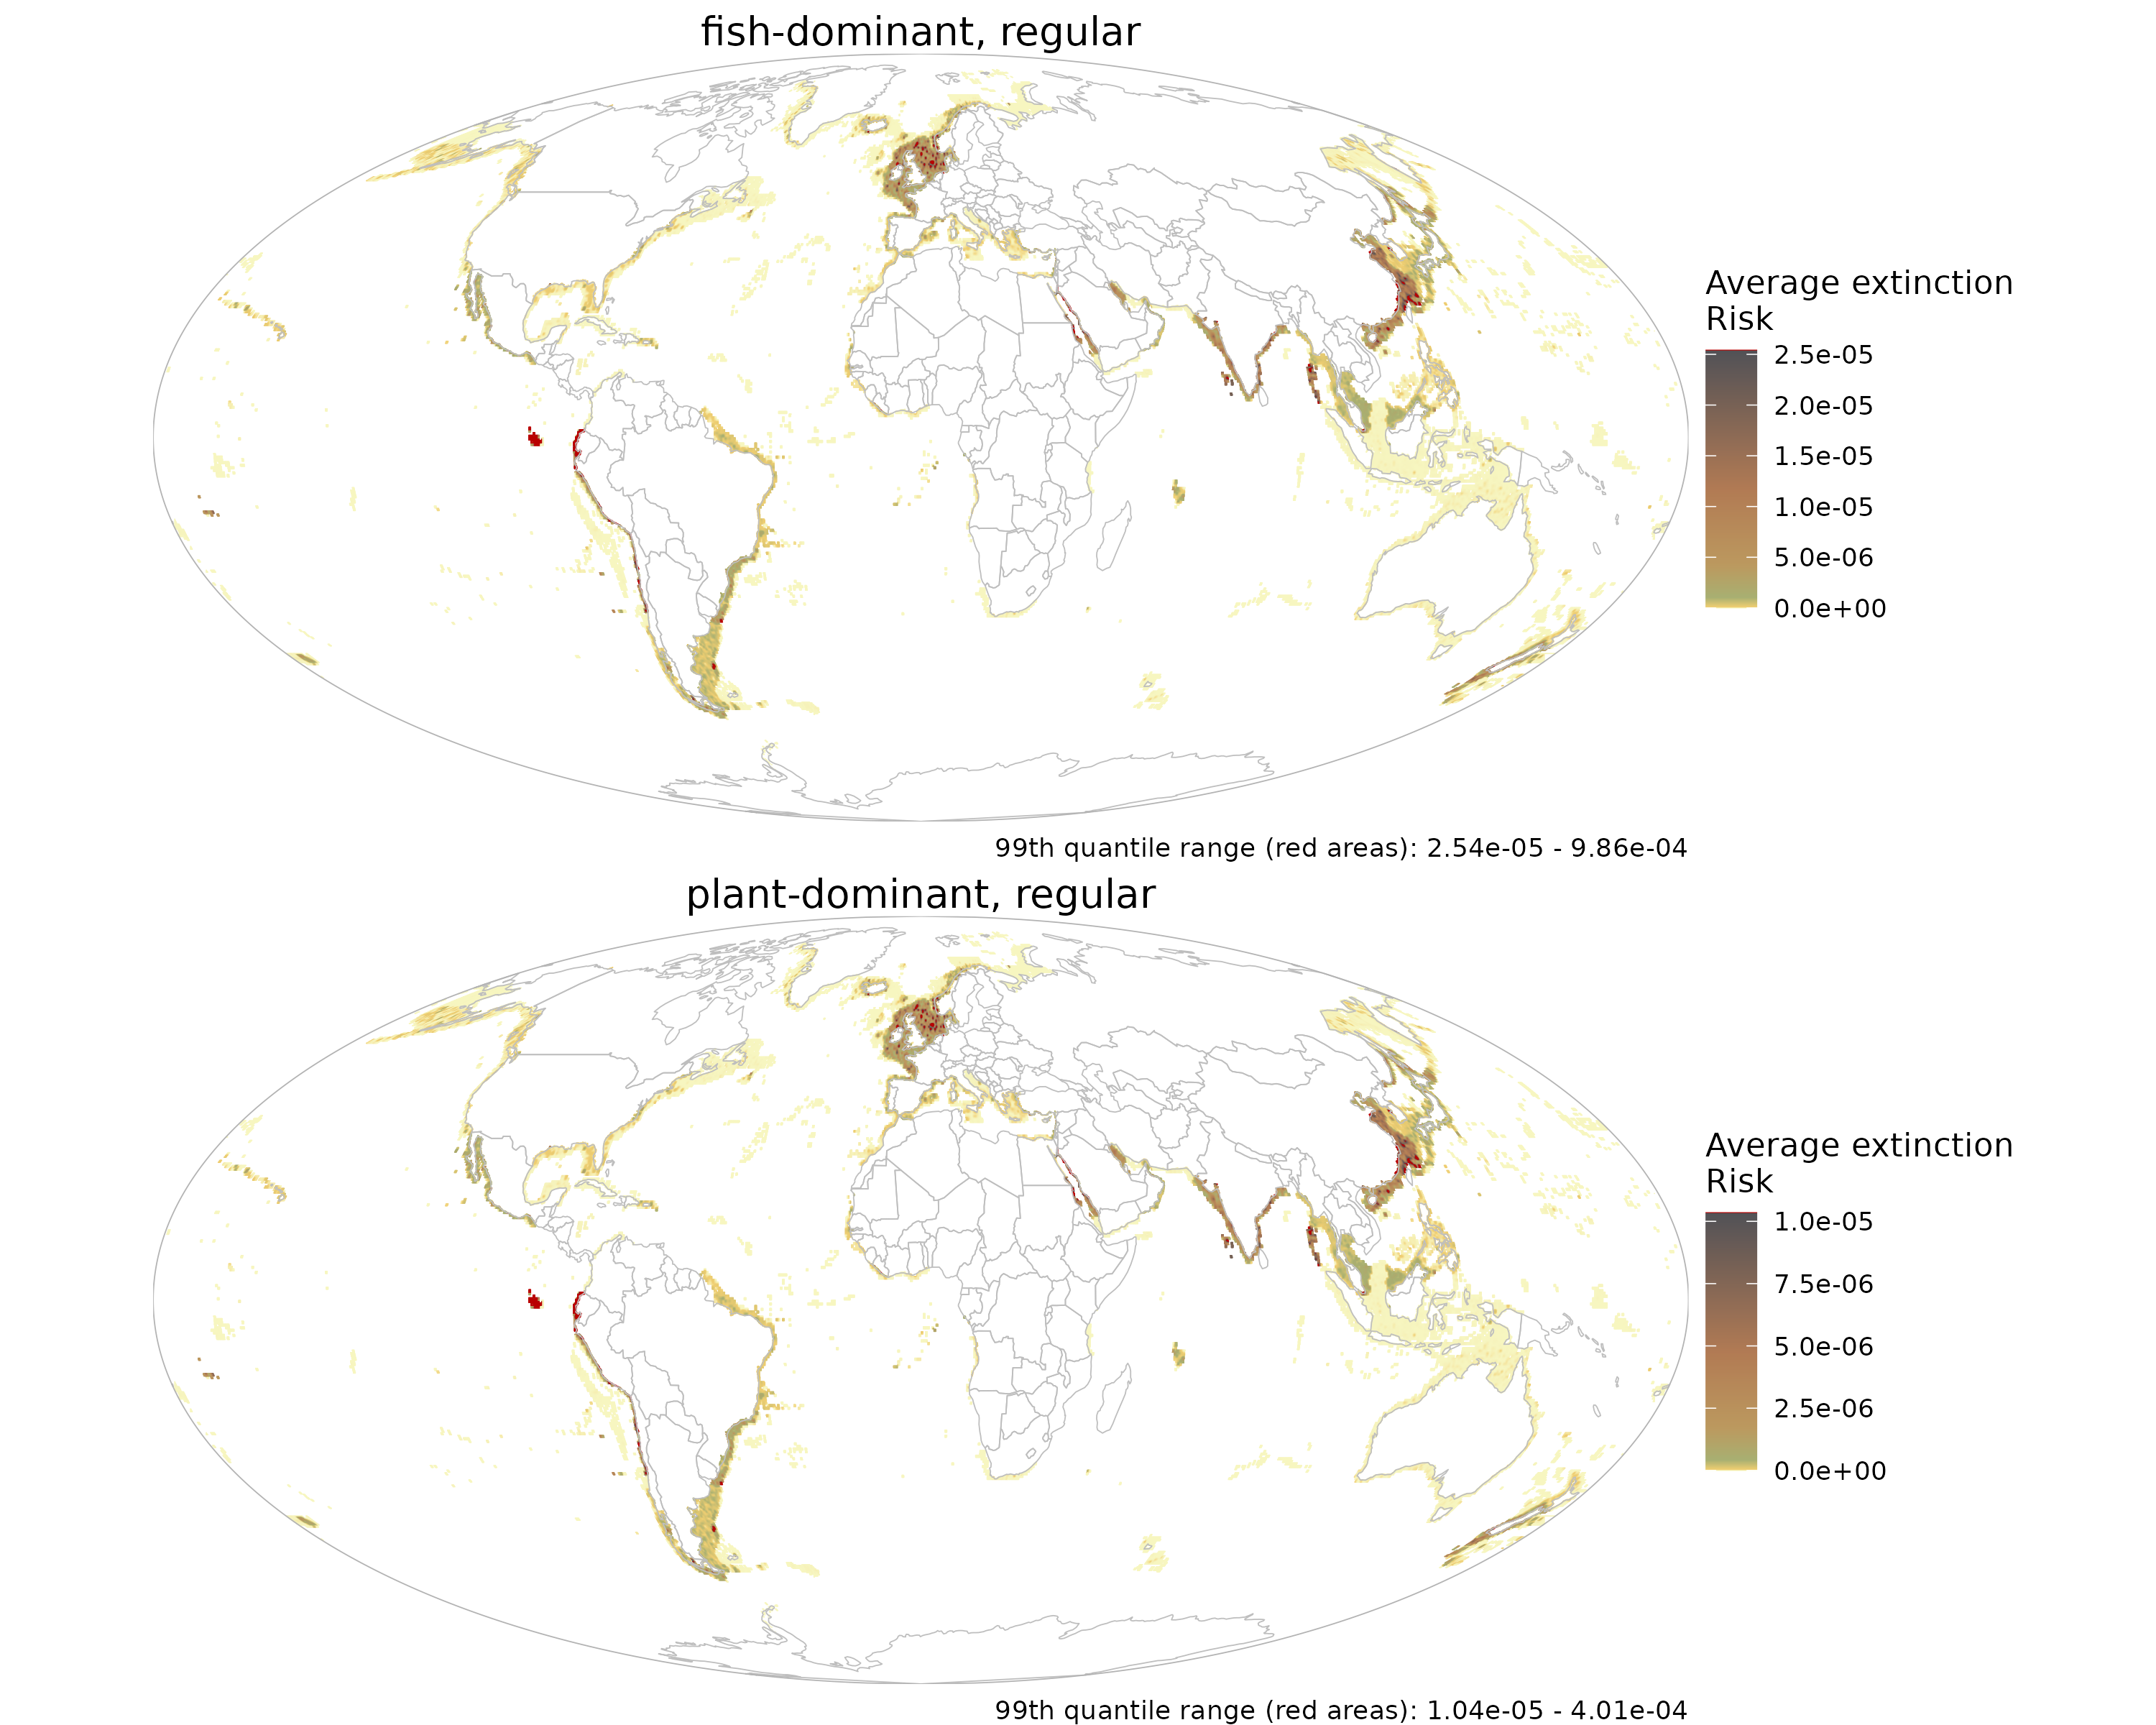 fish-dominant, regular
Average extinction
Risk
2.5e-05
2.0e-05
1.5e-05
1.0e-05
5.0e-06
0.0e+00
99th quantile range (red areas): 2.54e-05 - 9.86e-04
plant-dominant, regular
Average extinction
Risk
1.0e-05
7.5e-06
5.0e-06
2.5e-06
0.0e+00
99th quantile range (red areas): 1.04e-05 - 4.01e-04